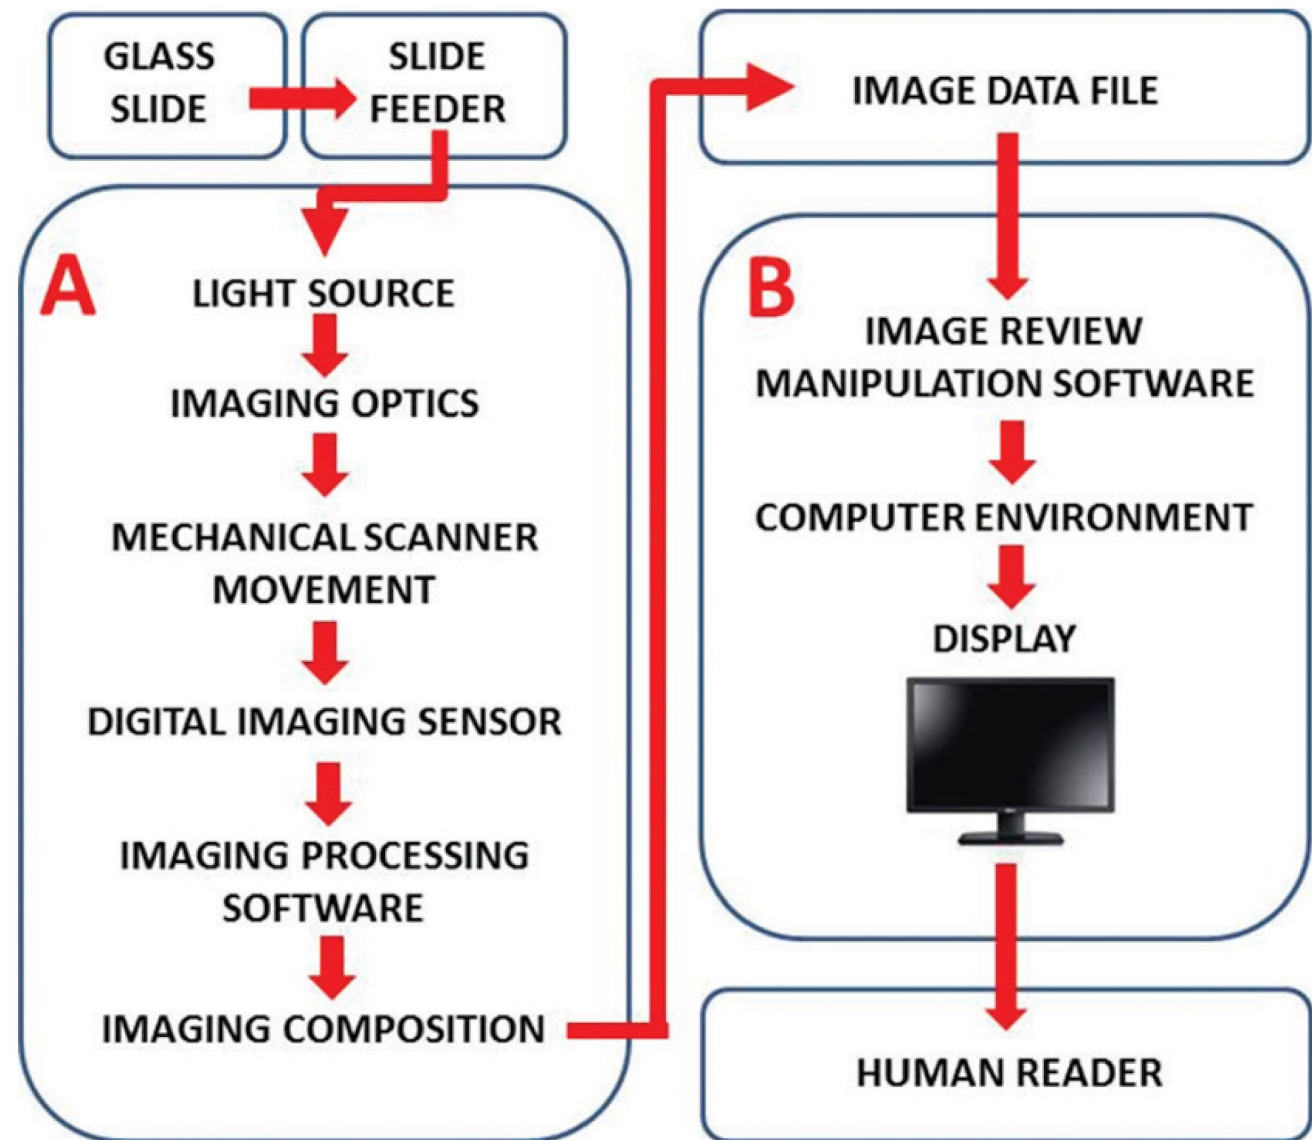 GLASS
SLIDE
SLIDE
FEEDER
A
LIGHT SOURCE
IMAGING OPTICS
MECHANICAL SCANNER
MOVEMENT
DIGITAL IMAGING SENSOR
IMAGING PROCESSING
SOFTWARE
IMAGING COMPOSITION
IMAGE DATA FILE
B
IMAGE REVIEW
MANIPULATION SOFTWARE
COMPUTER ENVIRONMENT
DISPLAY
HUMAN READER